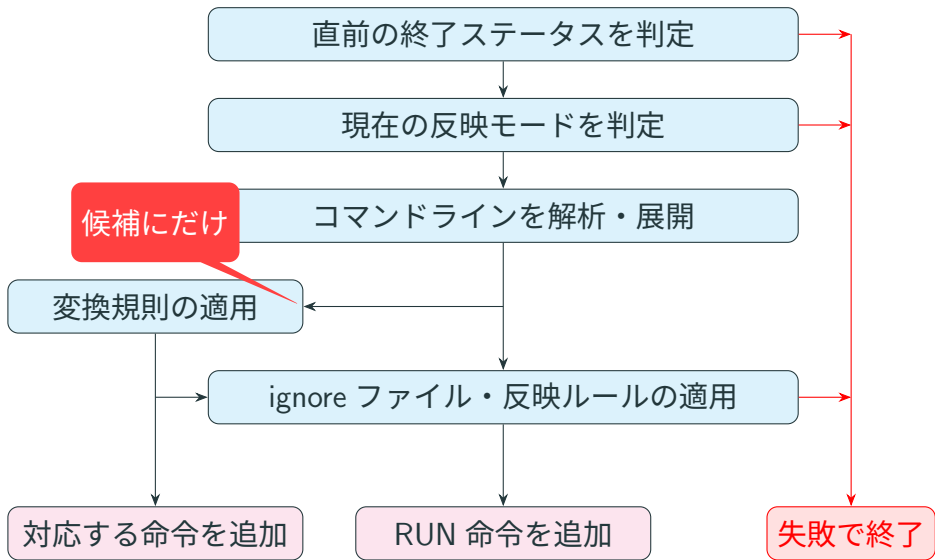 直前の終了ステータスを判定
現在の反映モードを判定
コマンドラインを解析・展開
候補にだけ
変換規則の適用
ignore ファイル・反映ルールの適用
対応する命令を追加
RUN 命令を追加
失敗で終了